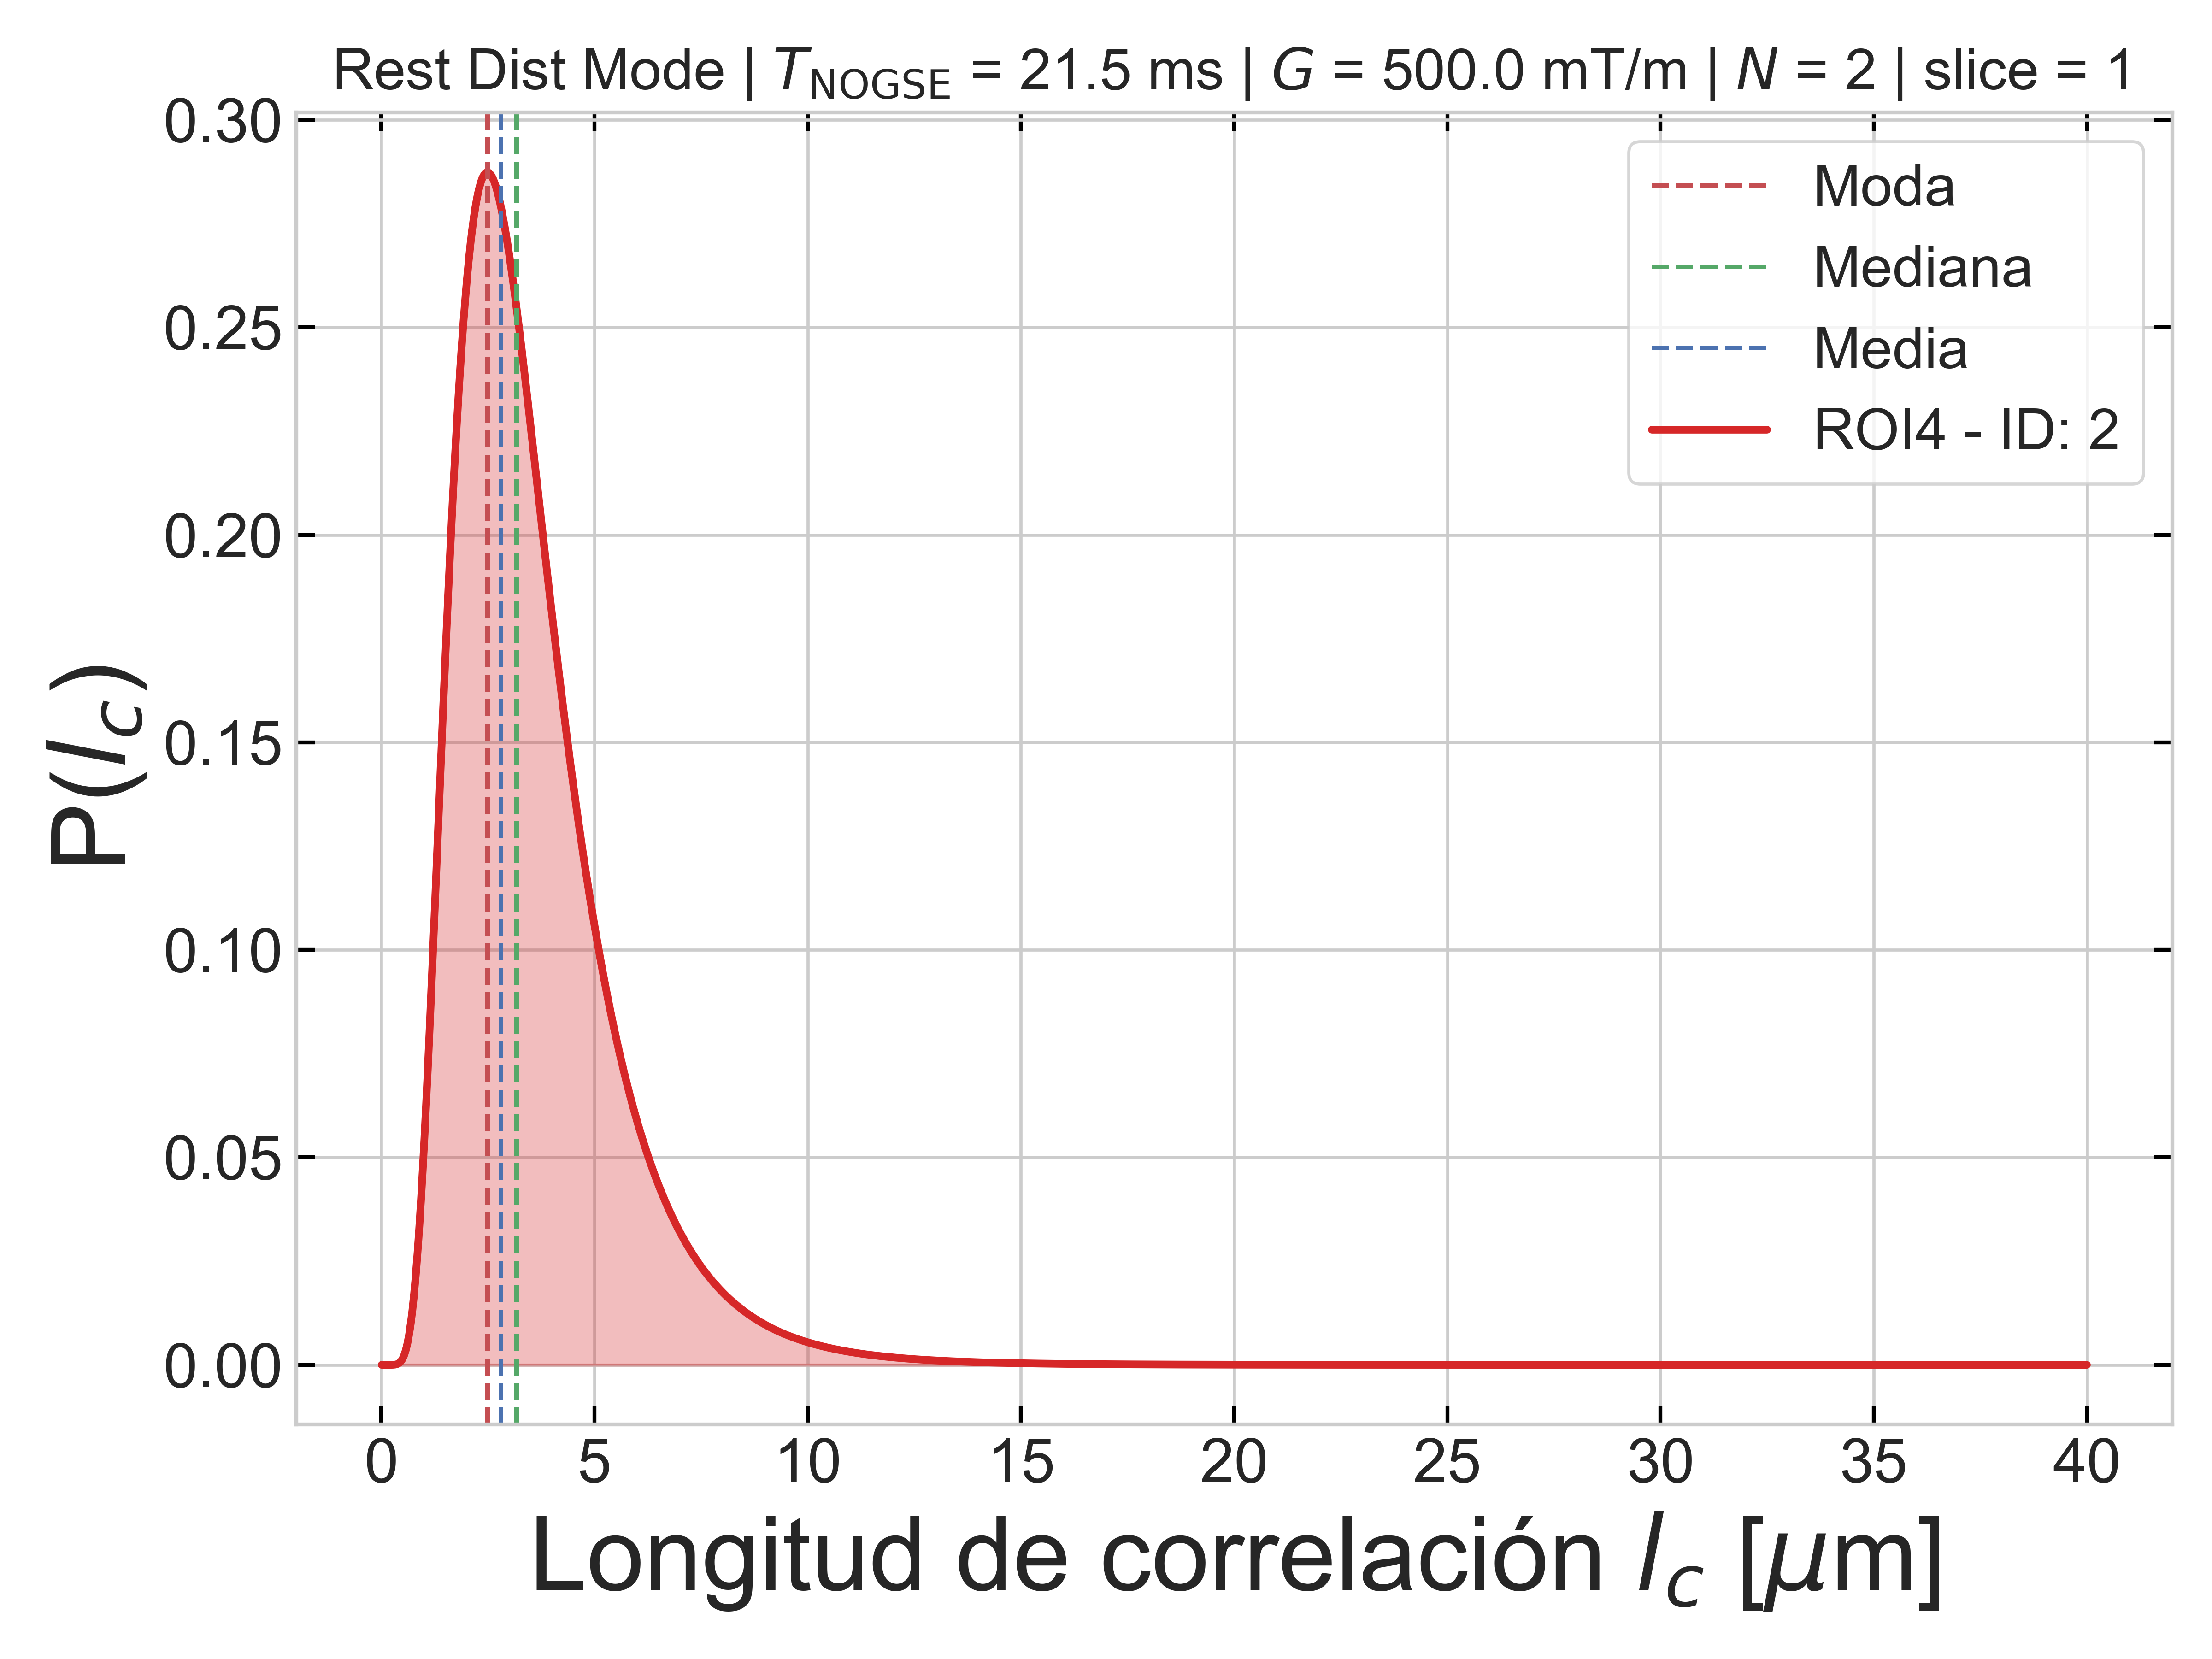 Rest Dist Mode | T_NOGSE = 21.5 ms | G = 500.0 mT/m | N = 2 | slice = 1
0.30
0.25
0.20
0.15
0.10
0.05
0.00
P(l_c)
Moda
Mediana
Media
ROI4 - ID: 2
0 5 10 15 20 25 30 35 40
Longitud de correlación l_c [μm]